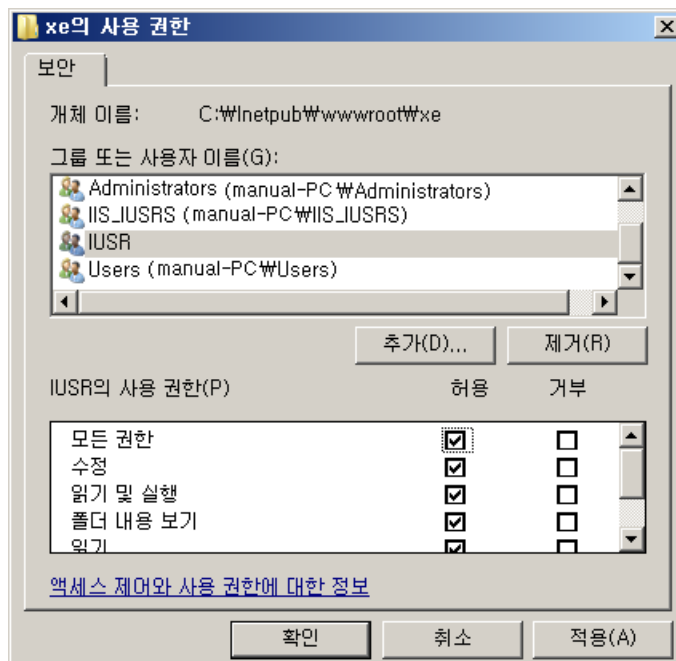 xe의 사용 권한
보안
개체 이름: C:₩Inetpub₩wwwroot₩xe
그룹 또는 사용자 이름(G):
Administrators (manual-PC₩Administrators)
IIS_IUSRS (manual-PC₩IIS_IUSRS)
IUSR
Users (manual-PC₩Users)
추가(D)... 제거(R)
IUSR의 사용 권한(P) 허용 거부
모든 권한
수정
읽기 및 실행
폴더 내용 보기
읽기
액세스 제어와 사용 권한에 대한 정보
확인 취소 적용(A)